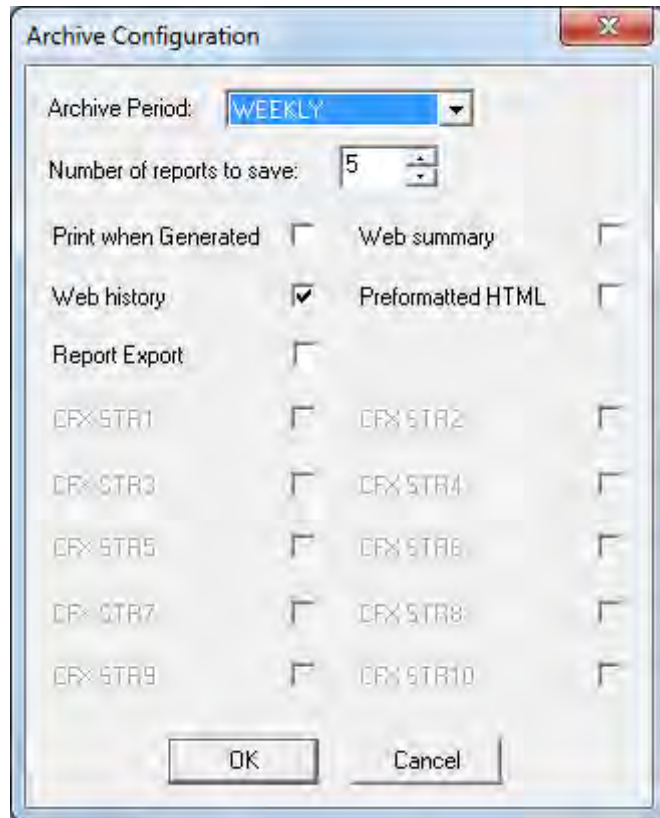 Archive Configuration
Archive Period: WEEKLY
Number of reports to save: 5
Print when Generated Web summary
Web history Preformatted HTML
Report Export
CFX STR1 CFX STR2
CFX STR3 CFX STR4
CFX STR5 CFX STR6
CFX STR7 CFX STR8
CFX STR9 CFX STR10
OK Cancel